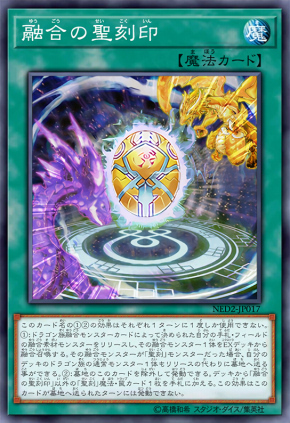 融合の聖刻印
魔
【魔法カード】
NED2-JP017
このカード名の①②の効果はそれぞれ1ターンに1度しか使用できない。
①：ドラゴン族融合モンスターカードによって決められた自分の手札・フィールド
の融合素材モンスターをリリースし、その融合モンスター1体をEXデッキから
融合召喚する。その融合モンスターが「聖刻」モンスターだった場合、自分の
デッキのドラゴン族の通常モンスター1体もリリースの代わりに墓地へ送る
事ができる。②：墓地のこのカードを除外して発動できる。デッキから「融合
の聖刻印」以外の「聖刻」魔法・罠カード1枚を手札に加える。この効果はこの
カードが墓地へ送られたターンには発動できない。
©高橋和希 スタジオ・ダイス/集英社